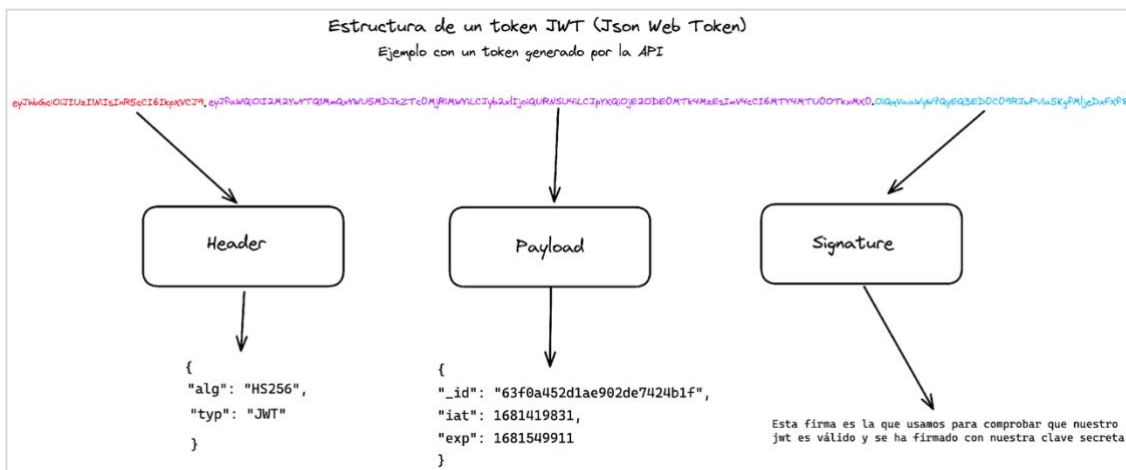 Estructura de un token JWT (Json Web Token)
Ejemplo con un token generado por la API
Header
Payload
Signature
{
"alg": "HS256",
"typ": "JWT"
}
{
"_id": "63f0a452d1ae902de7424b1f",
"iat": 1681419831,
"exp": 1681549911
}
Esta firma es la que usamos para comprobar que nuestro
jwt es válido y se ha firmado con nuestra clave secreta